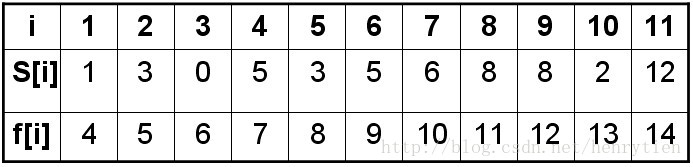 i 1 2 3 4 5 6 7 8 9 10 11
S[i] 1 3 0 5 3 5 6 8 8 2 12
f[i] 4 5 6 7 8 9 10 11 12 13 14
http://blog.csdn.net/henrytien